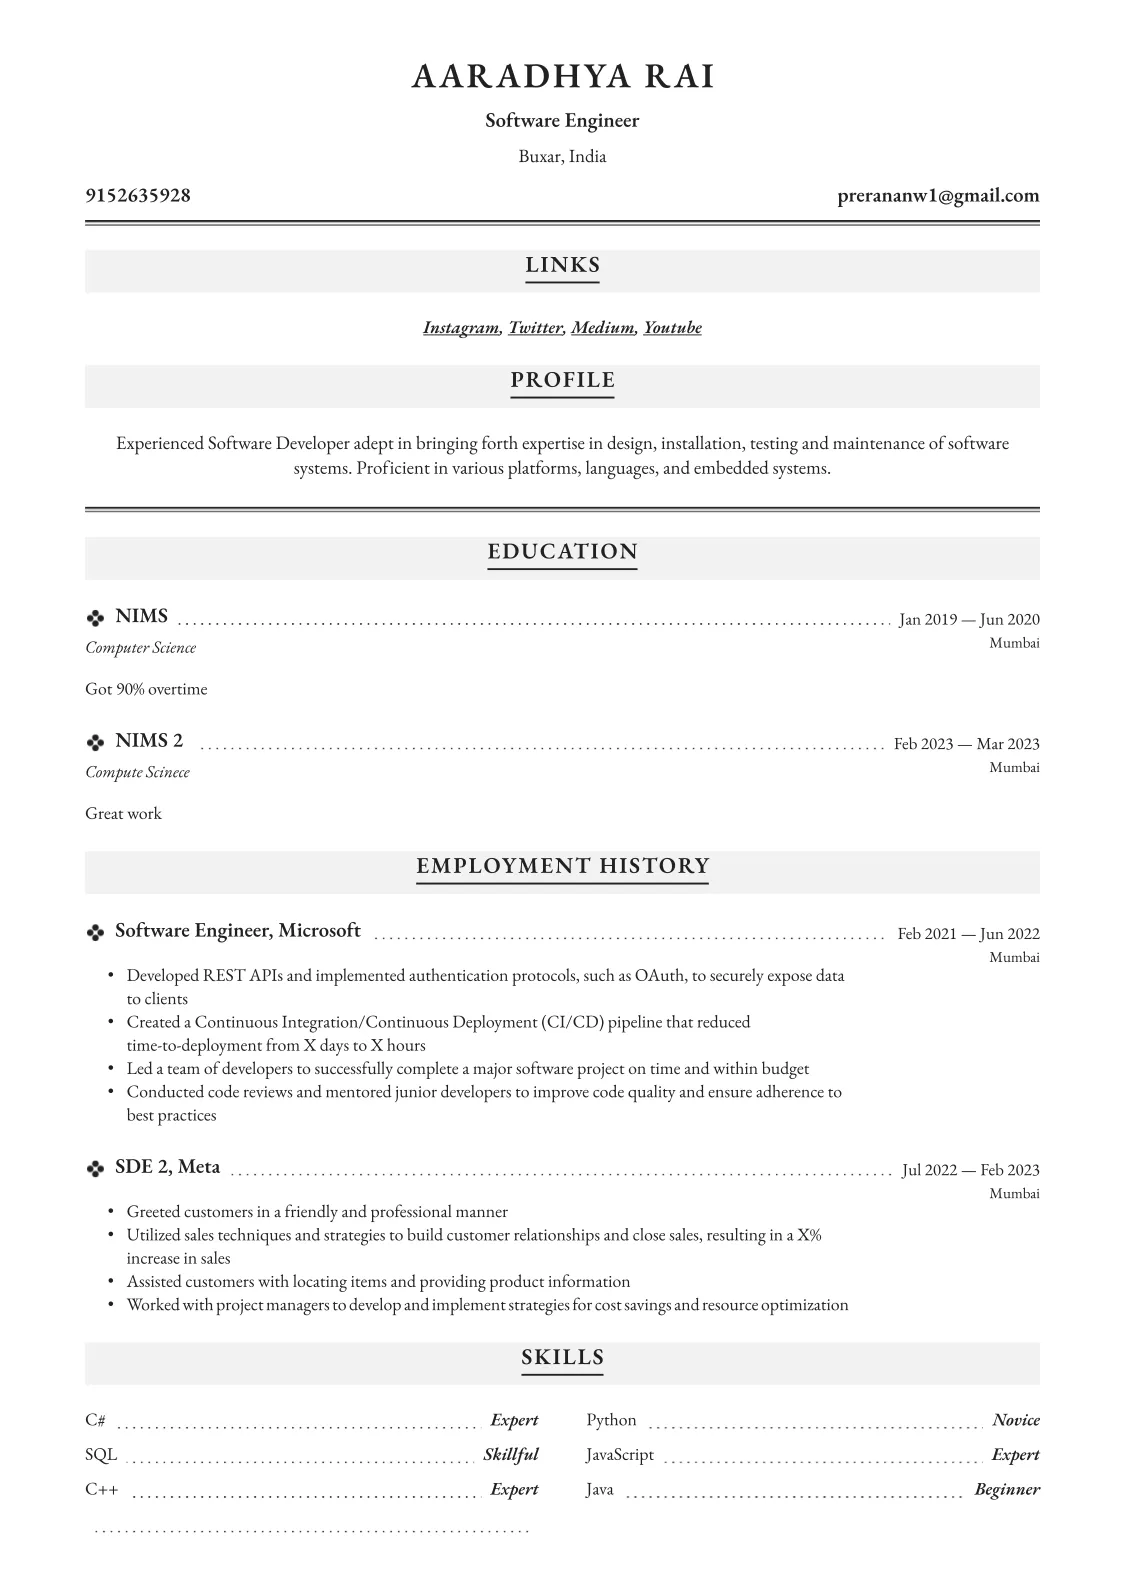 AARADHYA RAI
Software Engineer
Buxar, India
9152635928 prerananw1@gmail.com
LINKS
Instagram, Twitter, Medium, Youtube
PROFILE
Experienced Software Developer adept in bringing forth expertise in design, installation, testing and maintenance of software
systems. Proficient in various platforms, languages, and embedded systems.
EDUCATION
NIMS Jan 2019 — Jun 2020
Computer Science Mumbai
Got 90% overtime
NIMS 2 Feb 2023 — Mar 2023
Compute Scinece Mumbai
Great work
EMPLOYMENT HISTORY
Software Engineer, Microsoft Feb 2021 — Jun 2022
Mumbai
• Developed REST APIs and implemented authentication protocols, such as OAuth, to securely expose data
to clients
• Created a Continuous Integration/Continuous Deployment (CI/CD) pipeline that reduced
time-to-deployment from X days to X hours
• Led a team of developers to successfully complete a major software project on time and within budget
• Conducted code reviews and mentored junior developers to improve code quality and ensure adherence to
best practices
SDE 2, Meta Jul 2022 — Feb 2023
Mumbai
• Greeted customers in a friendly and professional manner
• Utilized sales techniques and strategies to build customer relationships and close sales, resulting in a X%
increase in sales
• Assisted customers with locating items and providing product information
• Worked with project managers to develop and implement strategies for cost savings and resource optimization
SKILLS
C# Expert Python Novice
SQL Skillful JavaScript Expert
C++ Expert Java Beginner